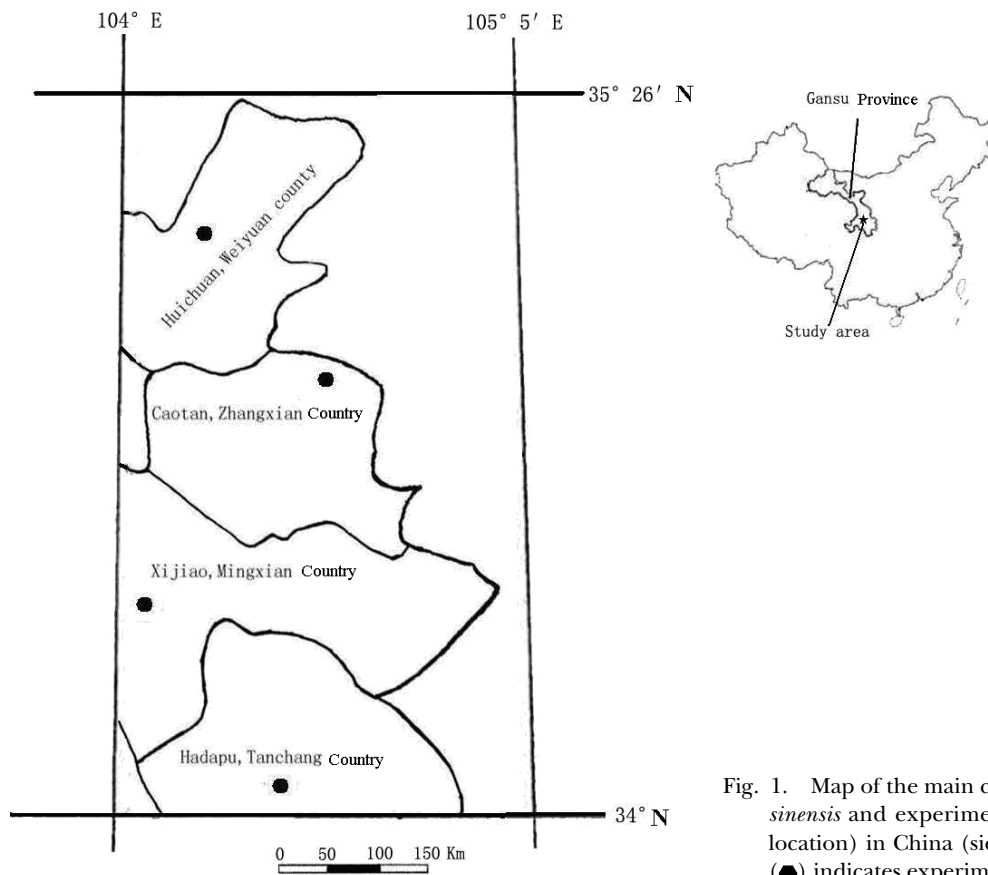 104° E
105° 5′ E
35° 26′ N
Gansu Province
Study area
Huichuan, Weiyuan county
Caotan, Zhangxian Country
Xijiao, Mingxian Country
Hadapu, Tanchang Country
34° N
0 50 100 150 Km
Fig. 1. Map of the main
sinensis and experime
location) in China
(⬣) indicates experim